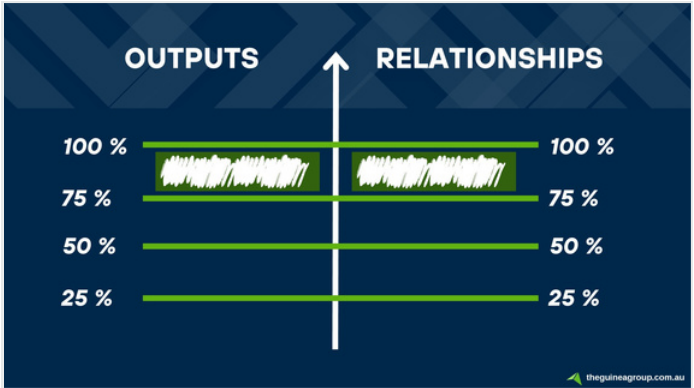 OUTPUTS RELATIONSHIPS
100 % 100 %
75 % 75 %
50 % 50 %
25 % 25 %
theguineagroup.com.au